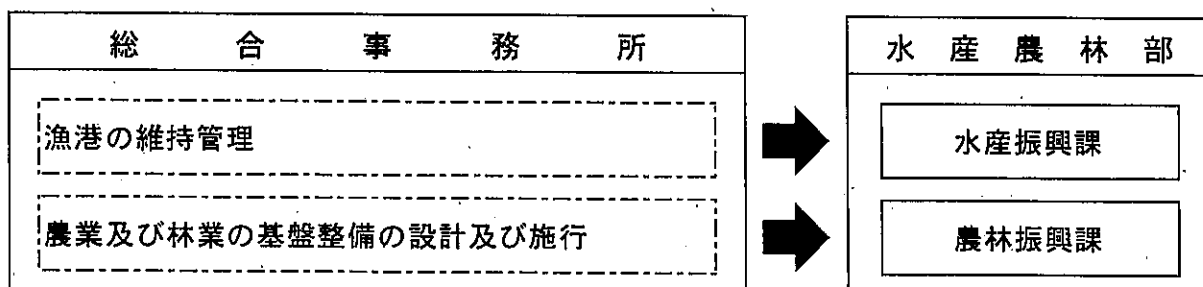 総合事務所
水産農林部
漁港の維持管理
水産振興課
農業及び林業の基盤整備の設計及び施行
農林振興課